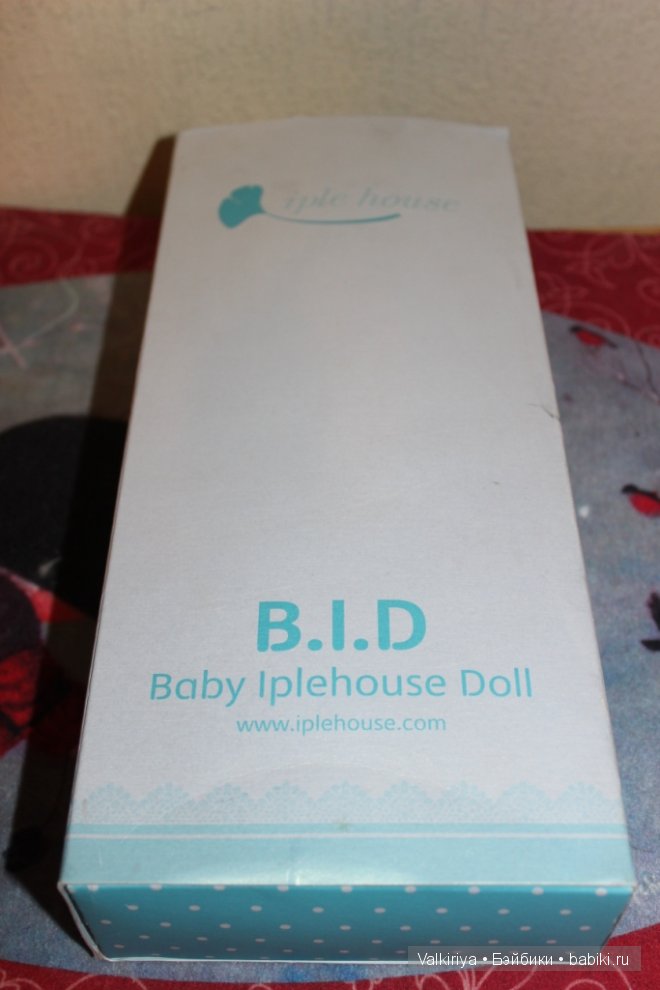 iple house
B.I.D
Baby Iplehouse Doll
www.iplehouse.com
Valkiriya • Бэйбики • babiki.ru